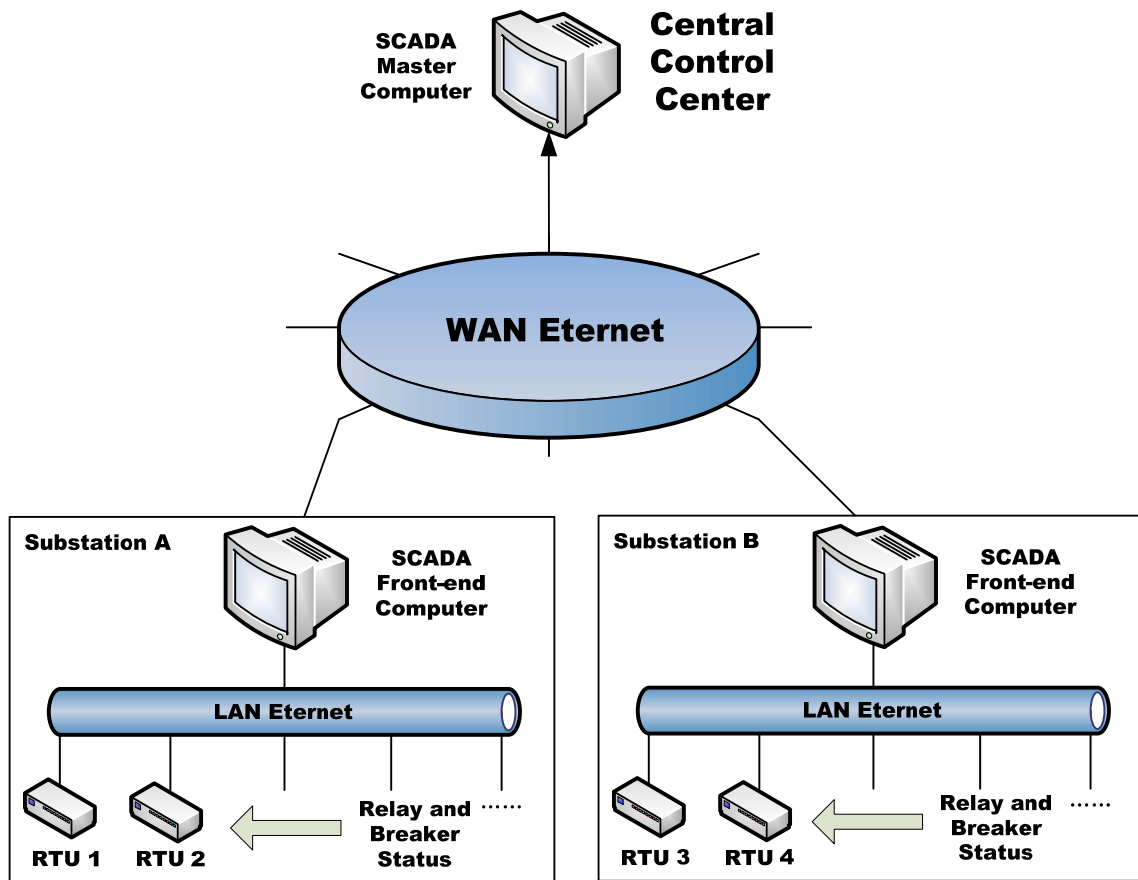 SCADA
Master
Computer
Central
Control
Center
WAN Eternet
Substation A
SCADA
Front-end
Computer
LAN Eternet
RTU 1
RTU 2
Relay and
Breaker
Status
......
Substation B
SCADA
Front-end
Computer
LAN Eternet
RTU 3
RTU 4
Relay and
Breaker
Status
......